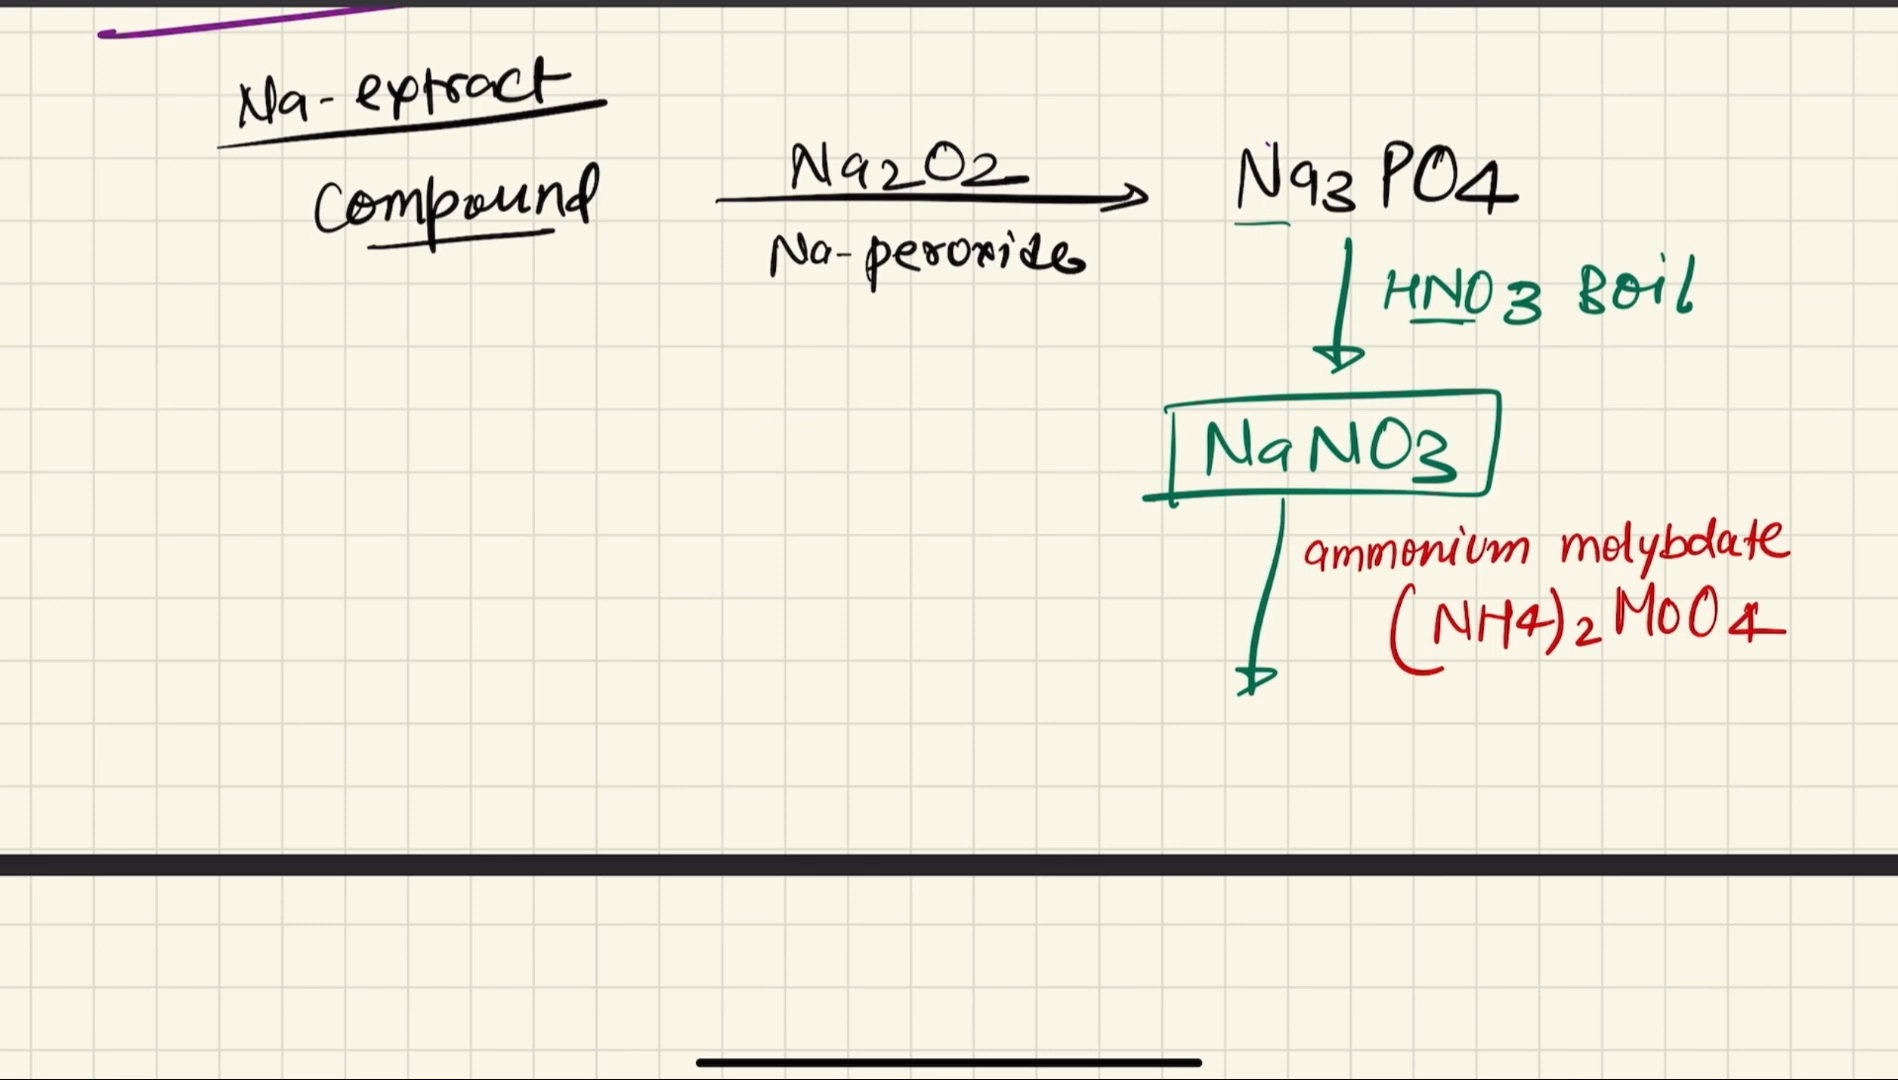 Na-extract
Compound
Na2O2
Na-peroxide
Na3PO4
HNO3 Boil
NaNO3
ammonium molybdate
(NH4)2MoO4